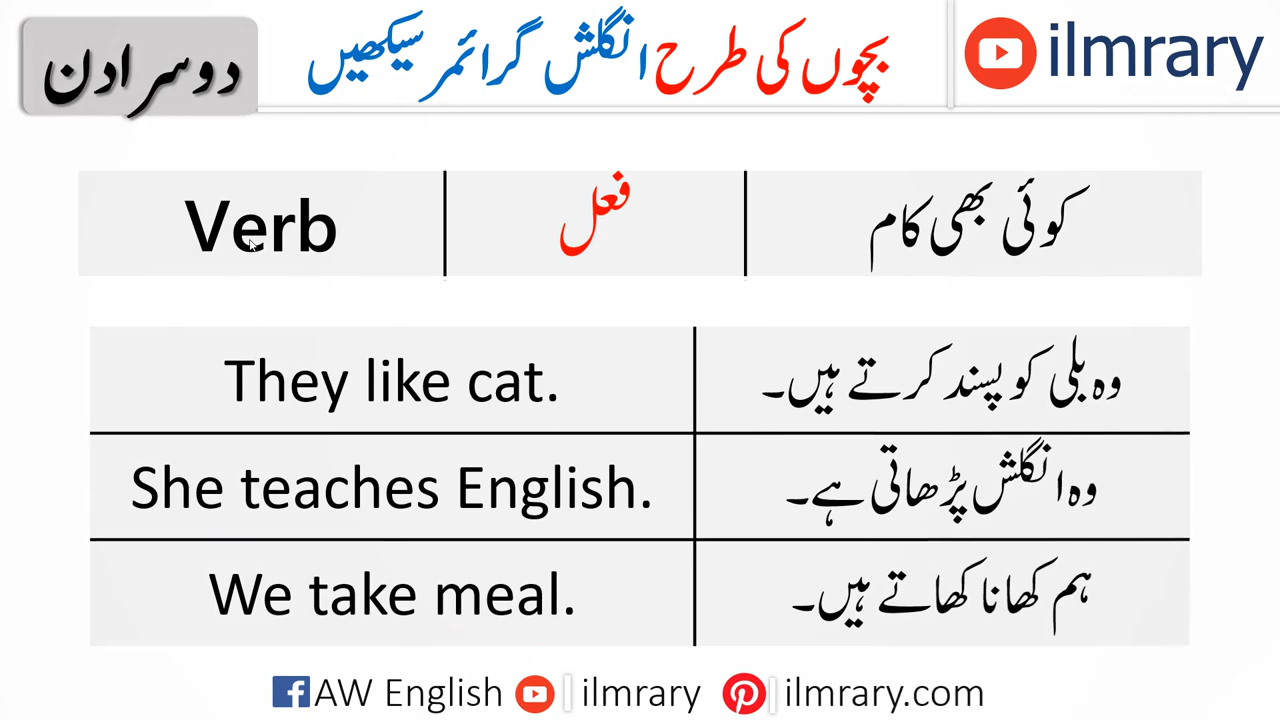 ilmrary
بچوں کی طرح انگلش گرائمر سیکھیں
دوسرا دن
Verb
فعل
کوئی بھی کام
They like cat.
وہ بلی کو پسند کرتے ہیں۔
She teaches English.
وہ انگلش پڑھاتی ہے۔
We take meal.
ہم کھانا کھاتے ہیں۔
AW English | ilmrary | ilmrary.com